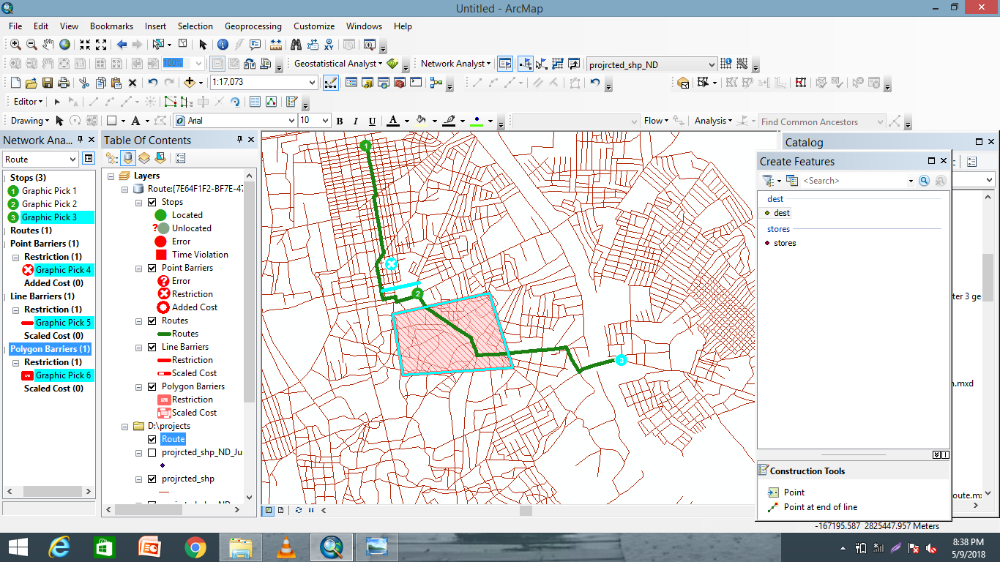 Untitled - ArcMap
File Edit View Bookmarks Insert Selection Geoprocessing Customize Windows Help
100% Geostatistical Analyst Network Analyst projrcted_shp_ND
1:17,073
Editor
Drawing A Arial 10 B I U A Flow Analysis Find Common Ancestors
Network Ana...
Route
Stops (3)
1 Graphic Pick 1
2 Graphic Pick 2
3 Graphic Pick 3
Routes (1)
Point Barriers (1)
Restriction (1)
Graphic Pick 4
Added Cost (0)
Line Barriers (1)
Restriction (1)
Graphic Pick 5
Scaled Cost (0)
Polygon Barriers (1)
Restriction (1)
Graphic Pick 6
Scaled Cost (0)
Table Of Contents
Layers
Route:{7E64F1F2-BF7E-47
Stops
Located
? Unlocated
Error
Time Violation
Point Barriers
? Error
Restriction
Added Cost
Routes
Routes
Line Barriers
Restriction
Scaled Cost
Polygon Barriers
Restriction
Scaled Cost
D:\projects
Route
projrcted_shp_ND_Ju
projrcted_shp
1
2
3
Catalog
Create Features
<Search>
dest
dest
stores
stores
ter 3 ge
n.mxd
oute.mx
Construction Tools
Point
Point at end of line
-167195.587 2825447.957 Meters
8:38 PM
5/9/2018